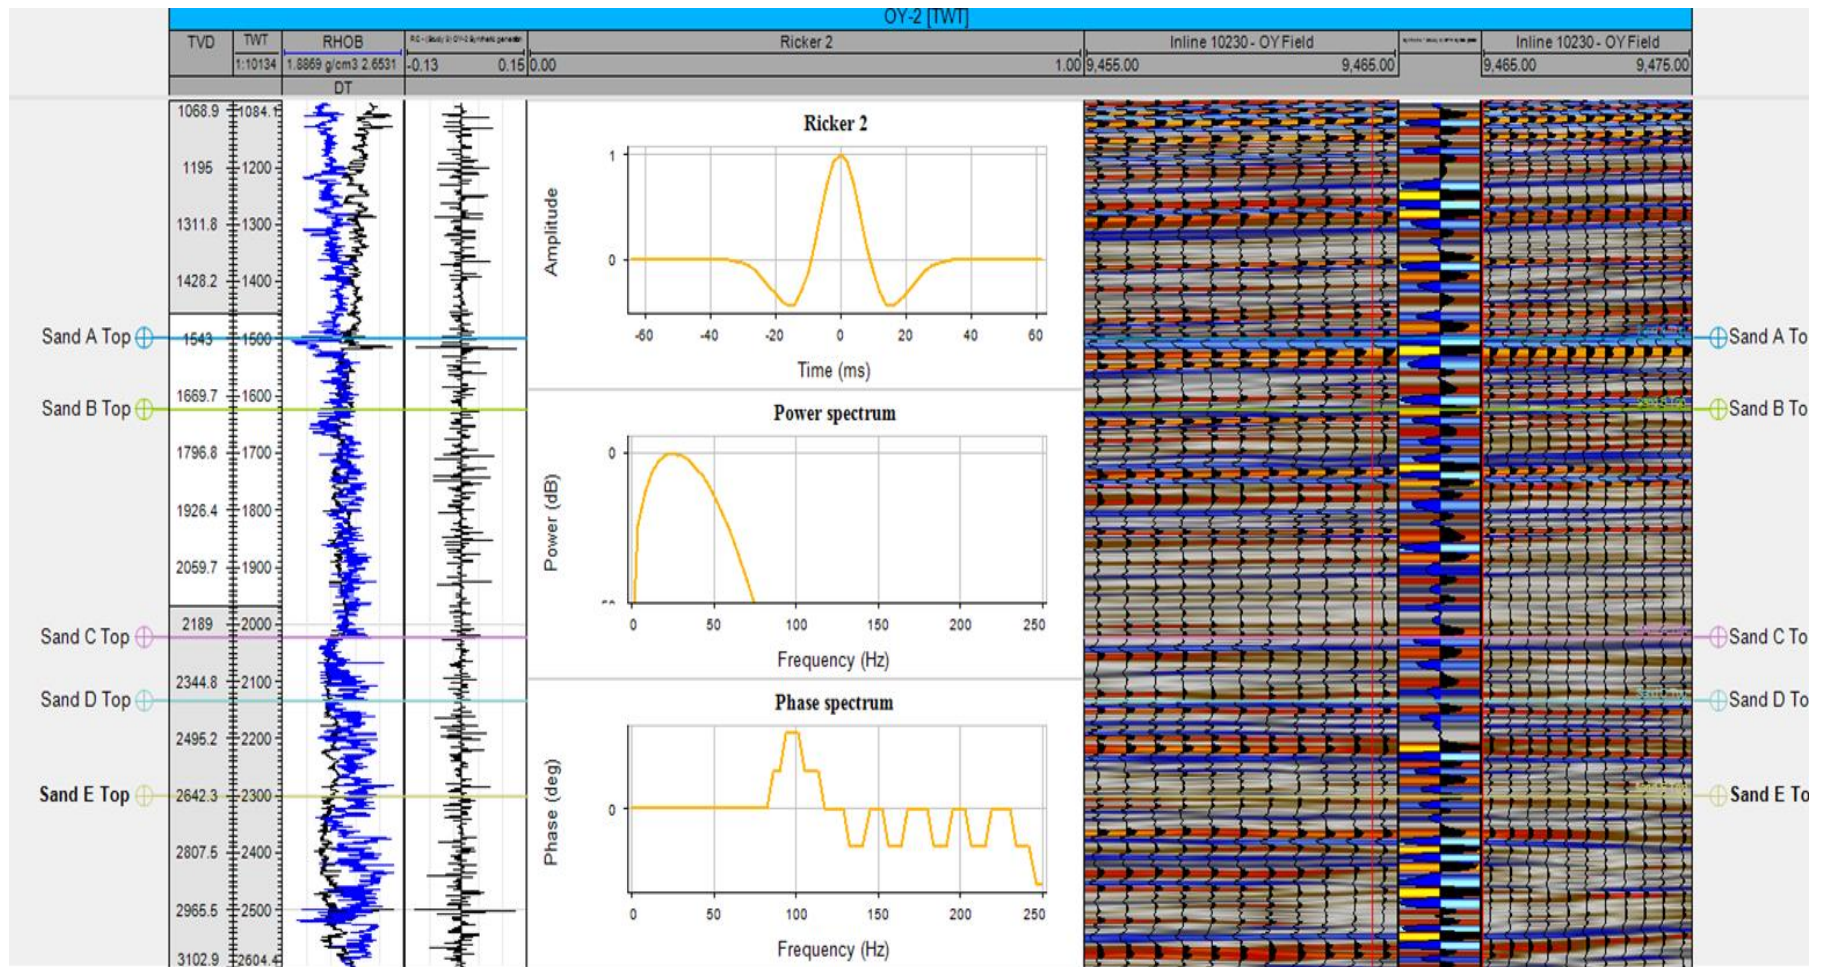 OY-2 [TWT]
TVD TWT RHOB Ricker 2 Inline 10230 - OY Field Inline 10230 - OY Field
1:10134 1.8869 g/cm3 2.6531 -0.13 0.15 0.00 1.00 9,455.00 9,465.00 9,465.00 9,475.00
DT
1068.9 1084.1
1195 1200
1311.8 1300
1428.2 1400
1543 1500
1669.7 1600
1796.8 1700
1926.4 1800
2059.7 1900
2189 2000
2344.8 2100
2495.2 2200
2642.3 2300
2807.5 2400
2965.5 2500
3102.9 2604.4
Sand A Top
Sand B Top
Sand C Top
Sand D Top
Sand E Top
Ricker 2
Amplitude
1
0
-60 -40 -20 0 20 40 60
Time (ms)
Power spectrum
Power (dB)
0
0 50 100 150 200 250
Frequency (Hz)
Phase spectrum
Phase (deg)
0
0 50 100 150 200 250
Frequency (Hz)
Sand A To
Sand B To
Sand C To
Sand D To
Sand E To